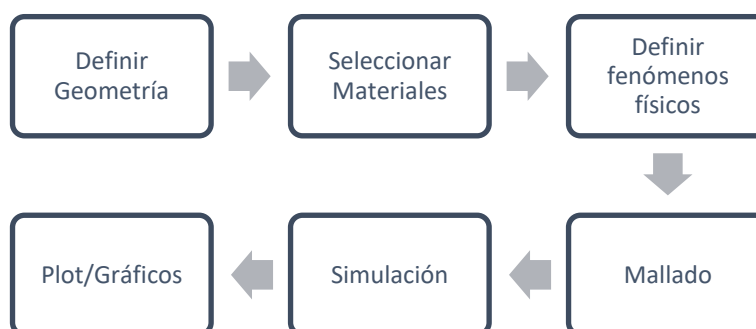 Definir
Geometría
Seleccionar
Materiales
Definir
fenómenos
físicos
Mallado
Simulación
Plot/Gráficos